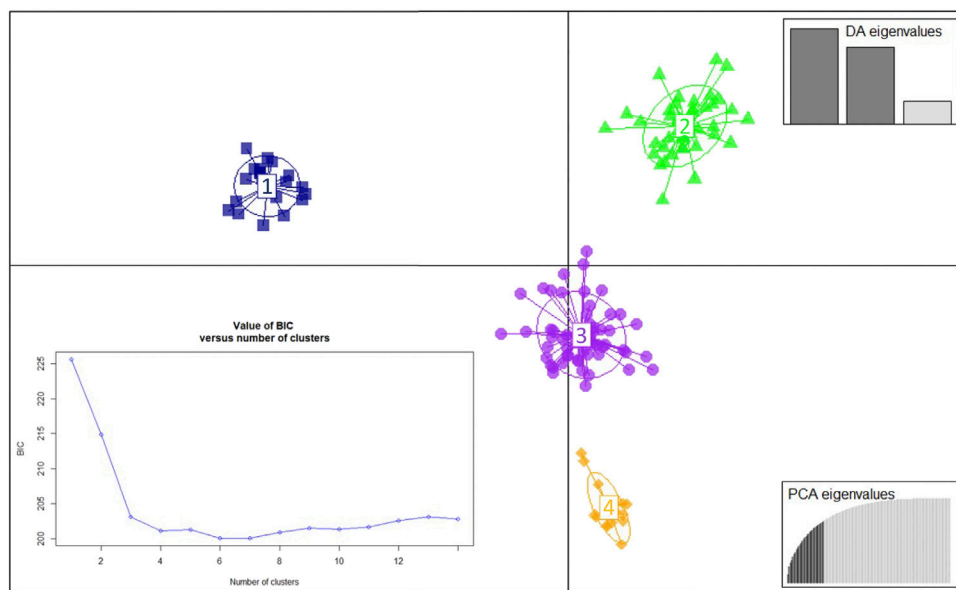 DA eigenvalues
2
1
3
Value of BIC
versus number of clusters
225
220
215
210
205
200
BIC
2 4 6 8 10 12
Number of clusters
4
PCA eigenvalues